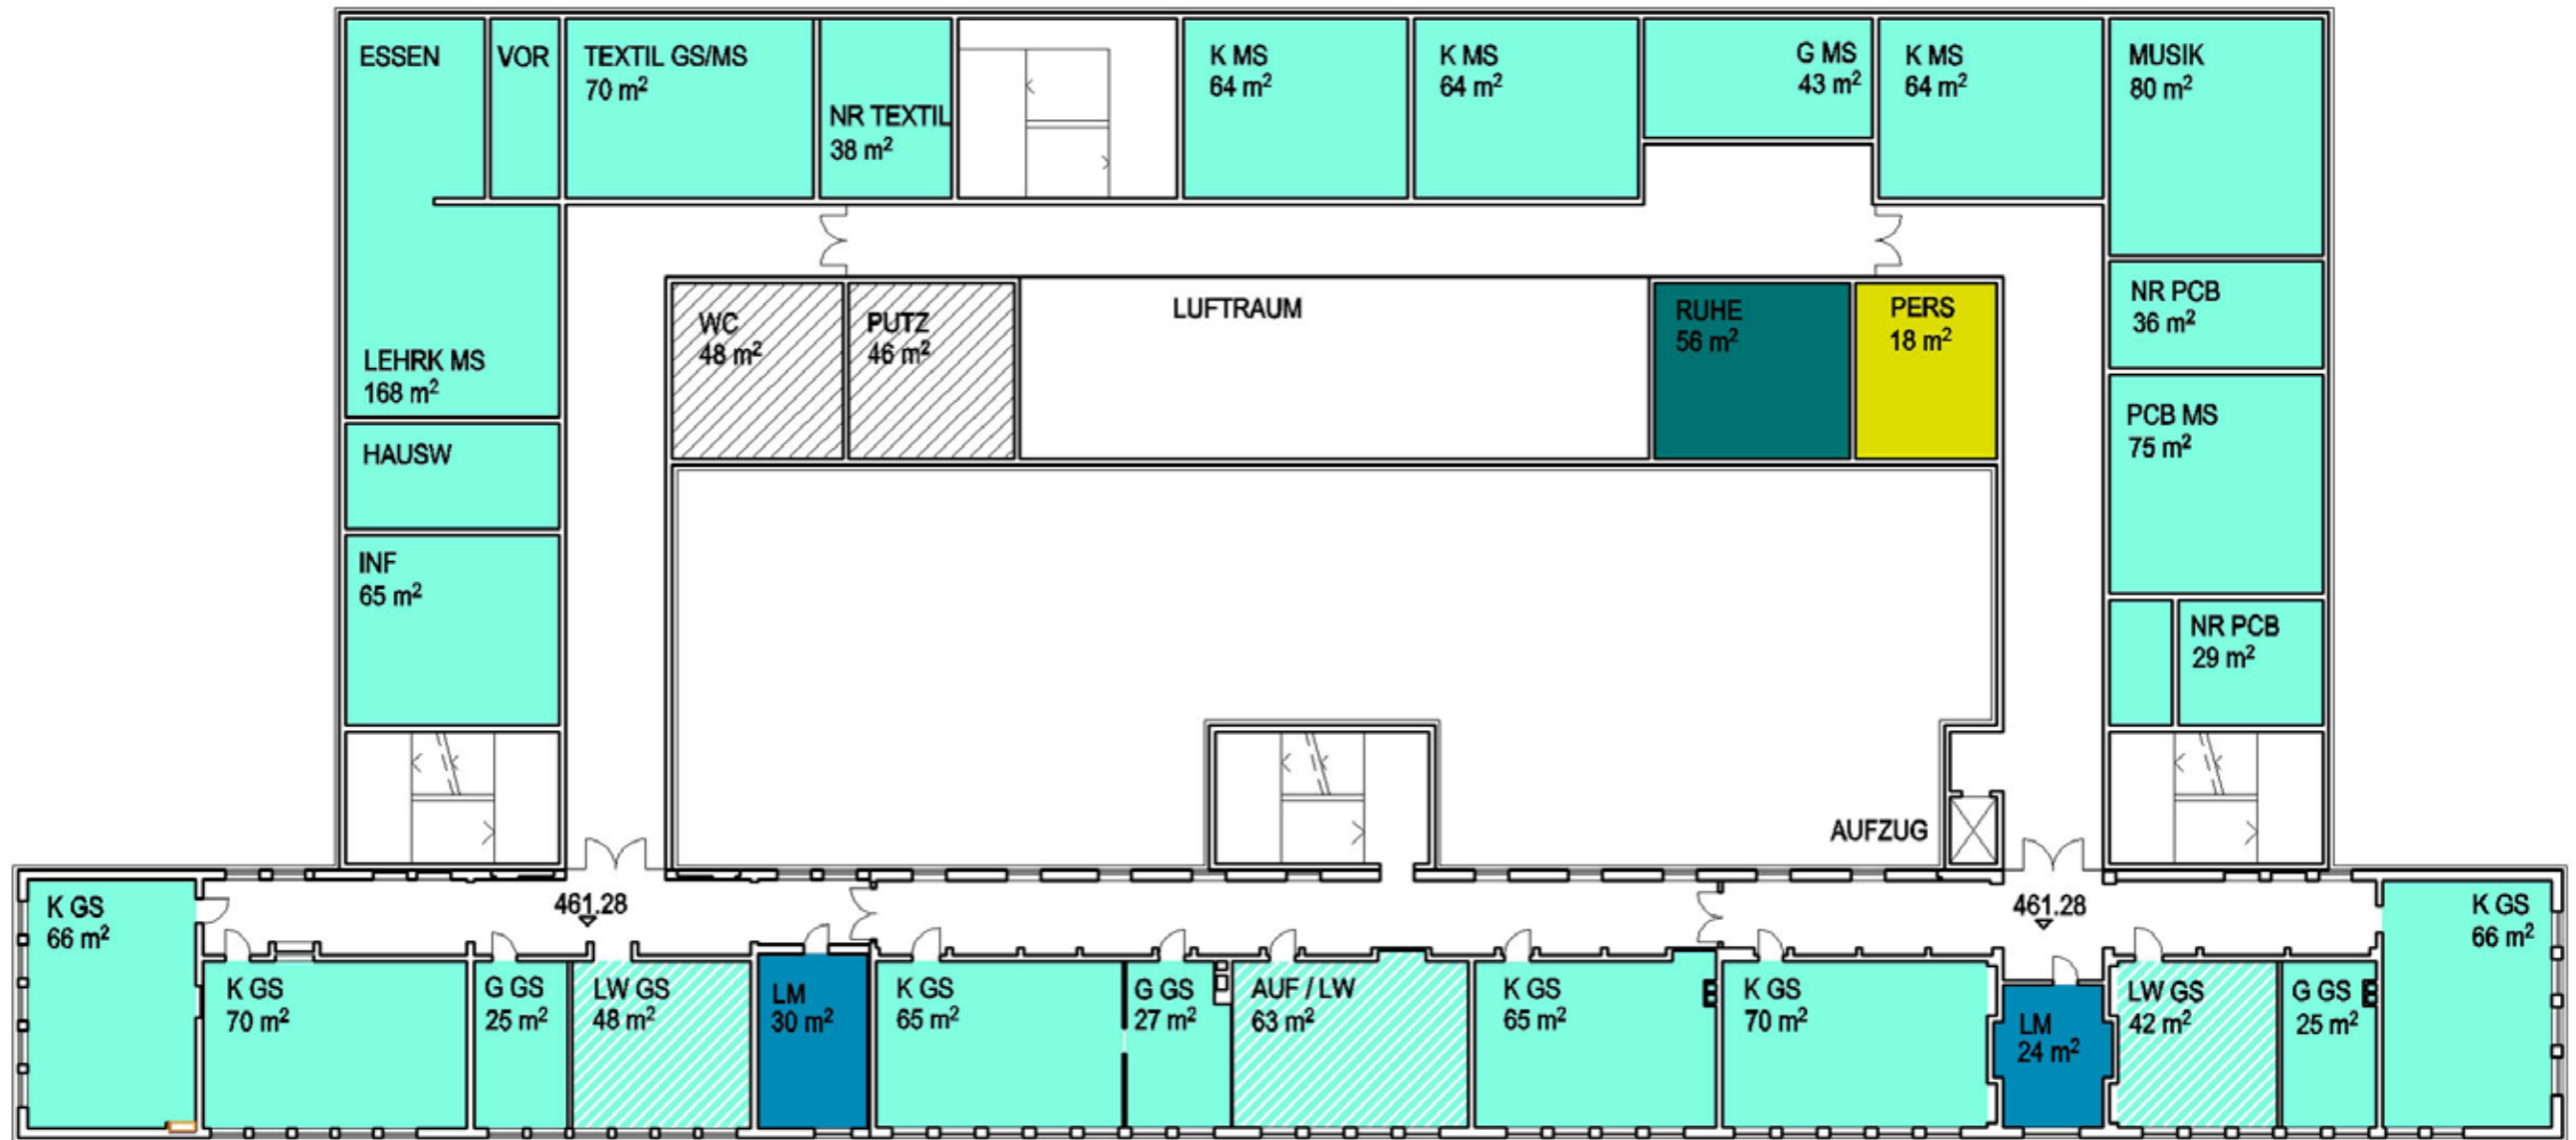 ESSEN
VOR
TEXTIL GS/MS
70 m²
NR TEXTIL
38 m²
K MS
64 m²
K MS
64 m²
G MS
43 m²
K MS
64 m²
MUSIK
80 m²
LEHRK MS
168 m²
WC
48 m²
PUTZ
46 m²
LUFTRAUM
RUHE
56 m²
PERS
18 m²
NR PCB
36 m²
HAUSW
PCB MS
75 m²
INF
65 m²
NR PCB
29 m²
AUFZUG
461.28
461.28
K GS
66 m²
K GS
70 m²
G GS
25 m²
LW GS
48 m²
LM
30 m²
K GS
65 m²
G GS
27 m²
AUF / LW
63 m²
K GS
65 m²
K GS
70 m²
LM
24 m²
LW GS
42 m²
G GS
25 m²
K GS
66 m²